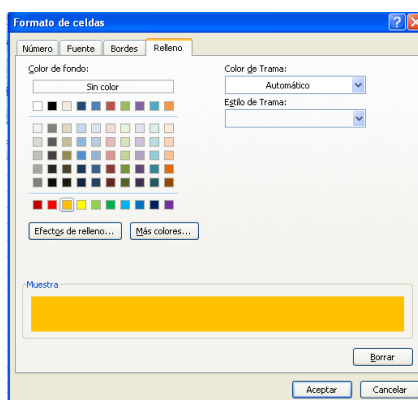 Formato de celdas
Número Fuente Bordes Relleno
Color de fondo:
Sin color
Color de Trama:
Automático
Estilo de Trama:
Efectos de relleno... Más colores...
Muestra
Borrar
Aceptar Cancelar